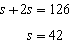 s + 2s = 126
s = 42